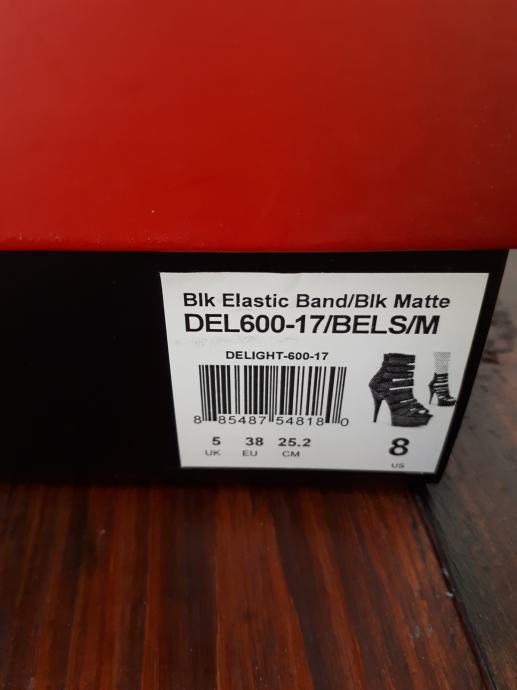 Blk Elastic Band/Blk Matte
DEL600-17/BELS/M
DELIGHT-600-17
8 85487 54818 0
5 38 25.2 8
UK EU CM US